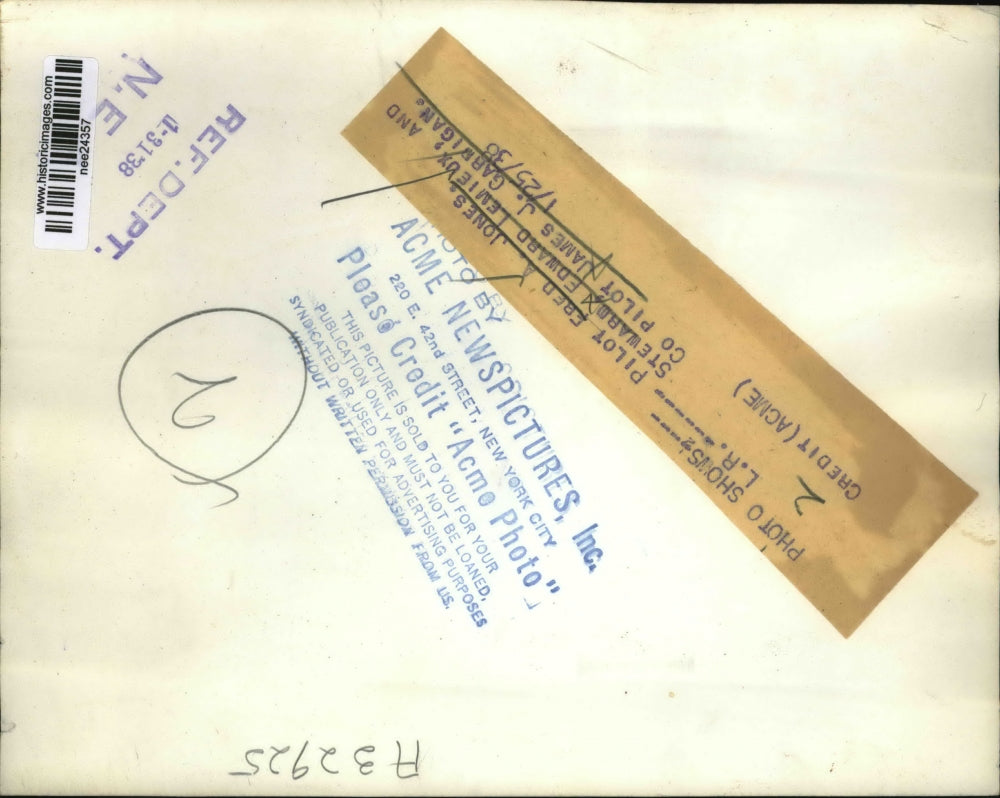 www.historicimages.com
nee24357
REF. DEPT.
1-31 38
N. E
PHOTO BY
ACME NEWSPICTURES, Inc.
220 E. 42nd STREET, NEW YORK CITY
Please Credit "Acme Photo"
THIS PICTURE IS SOLD TO YOU FOR YOUR
PUBLICATION ONLY AND MUST NOT BE LOANED,
SYNDICATED OR USED FOR ADVERTISING PURPOSES
WITHOUT WRITTEN PERMISSION FROM US.
PHOTO SHOWS:
L.R. ---- PILOT FRED A. JONES.
STEWARD EDWARD LEMIEUX, AND
CO PILOT JAMES J. GARRIGAN.
CREDIT (ACME) 1/25/38
2
2
A32925